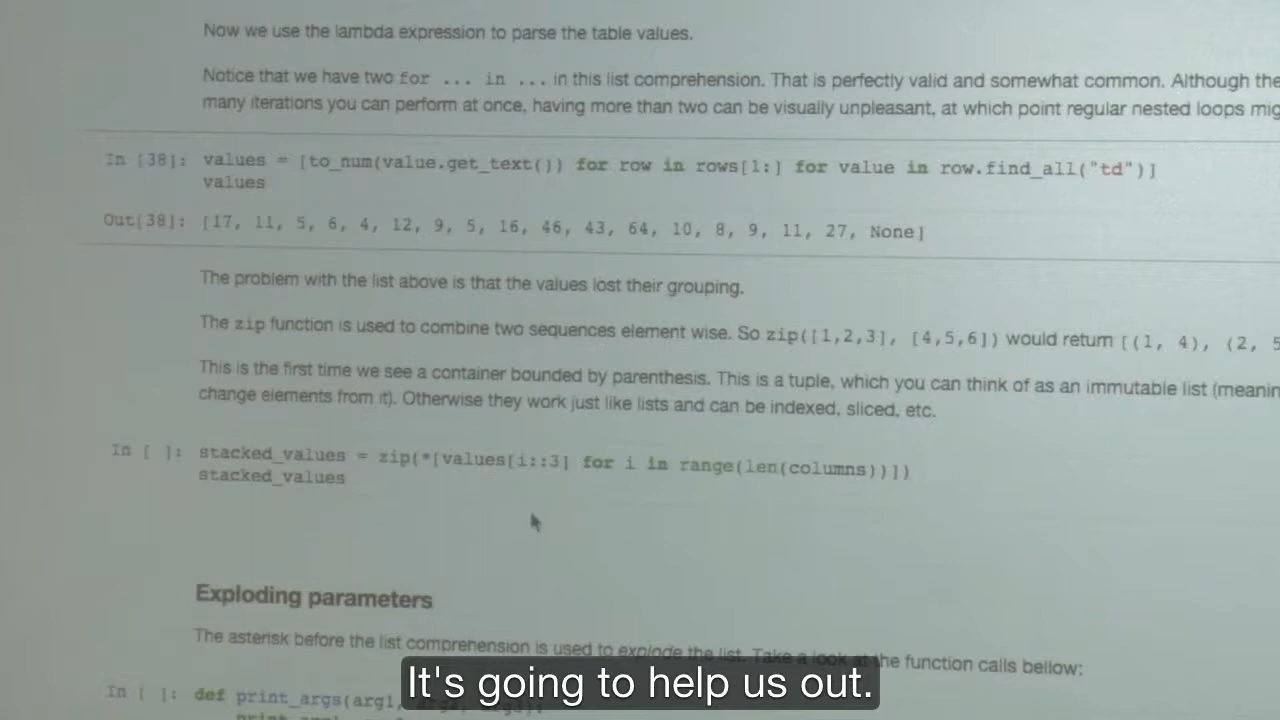 Now we use the lambda expression to parse the table values.
Notice that we have two for ... in ... in this list comprehension. That is perfectly valid and somewhat common. Although the
many iterations you can perform at once, having more than two can be visually unpleasant, at which point regular nested loops mig
In [38]: values = [to_num(value.get_text()) for row in rows[1:] for value in row.find_all("td")]
values
Out[38]: [17, 11, 5, 6, 4, 12, 9, 5, 16, 46, 43, 64, 10, 8, 9, 11, 27, None]
The problem with the list above is that the values lost their grouping.
The zip function is used to combine two sequences element wise. So zip([1,2,3], [4,5,6]) would return [(1, 4), (2, 5
This is the first time we see a container bounded by parenthesis. This is a tuple, which you can think of as an immutable list (meanin
change elements from it). Otherwise they work just like lists and can be indexed, sliced, etc.
In [ ]: stacked_values = zip(*[values[i::3] for i in range(len(columns))])
stacked_values
Exploding parameters
The asterisk before the list comprehension is used to explode the list. Take a look at the function calls bellow:
It's going to help us out.
In [ ]: def print_args(arg1,